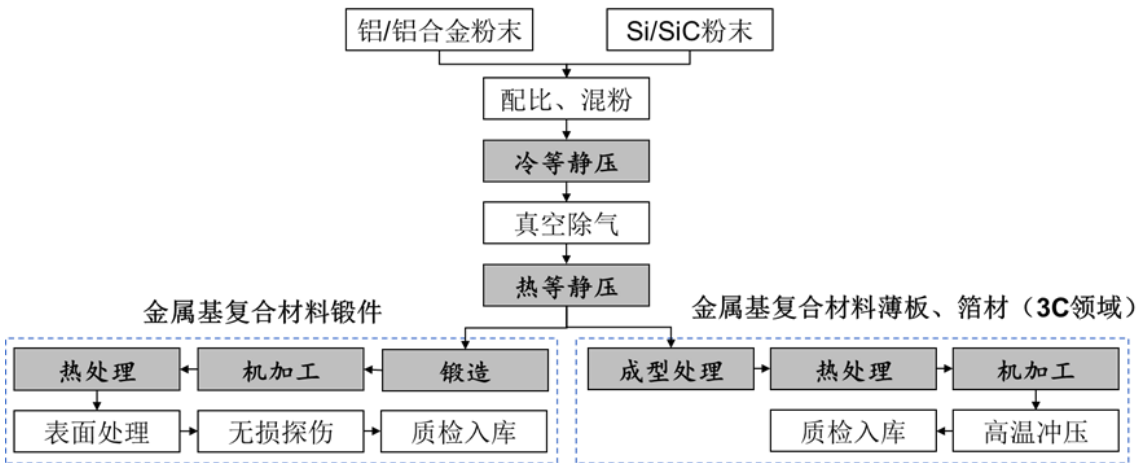 铝/铝合金粉末
Si/SiC粉末
配比、混粉
冷等静压
真空除气
热等静压
金属基复合材料锻件
金属基复合材料薄板、箔材（3C领域）
热处理
机加工
锻造
表面处理
无损探伤
质检入库
成型处理
热处理
机加工
质检入库
高温冲压